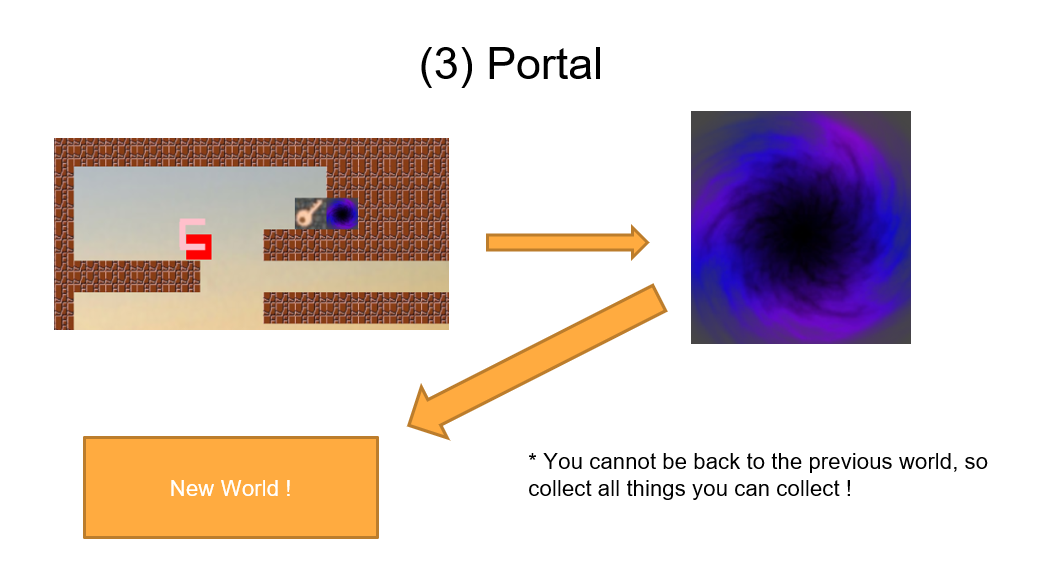 (3) Portal
New World !
* You cannot be back to the previous world, so
collect all things you can collect !